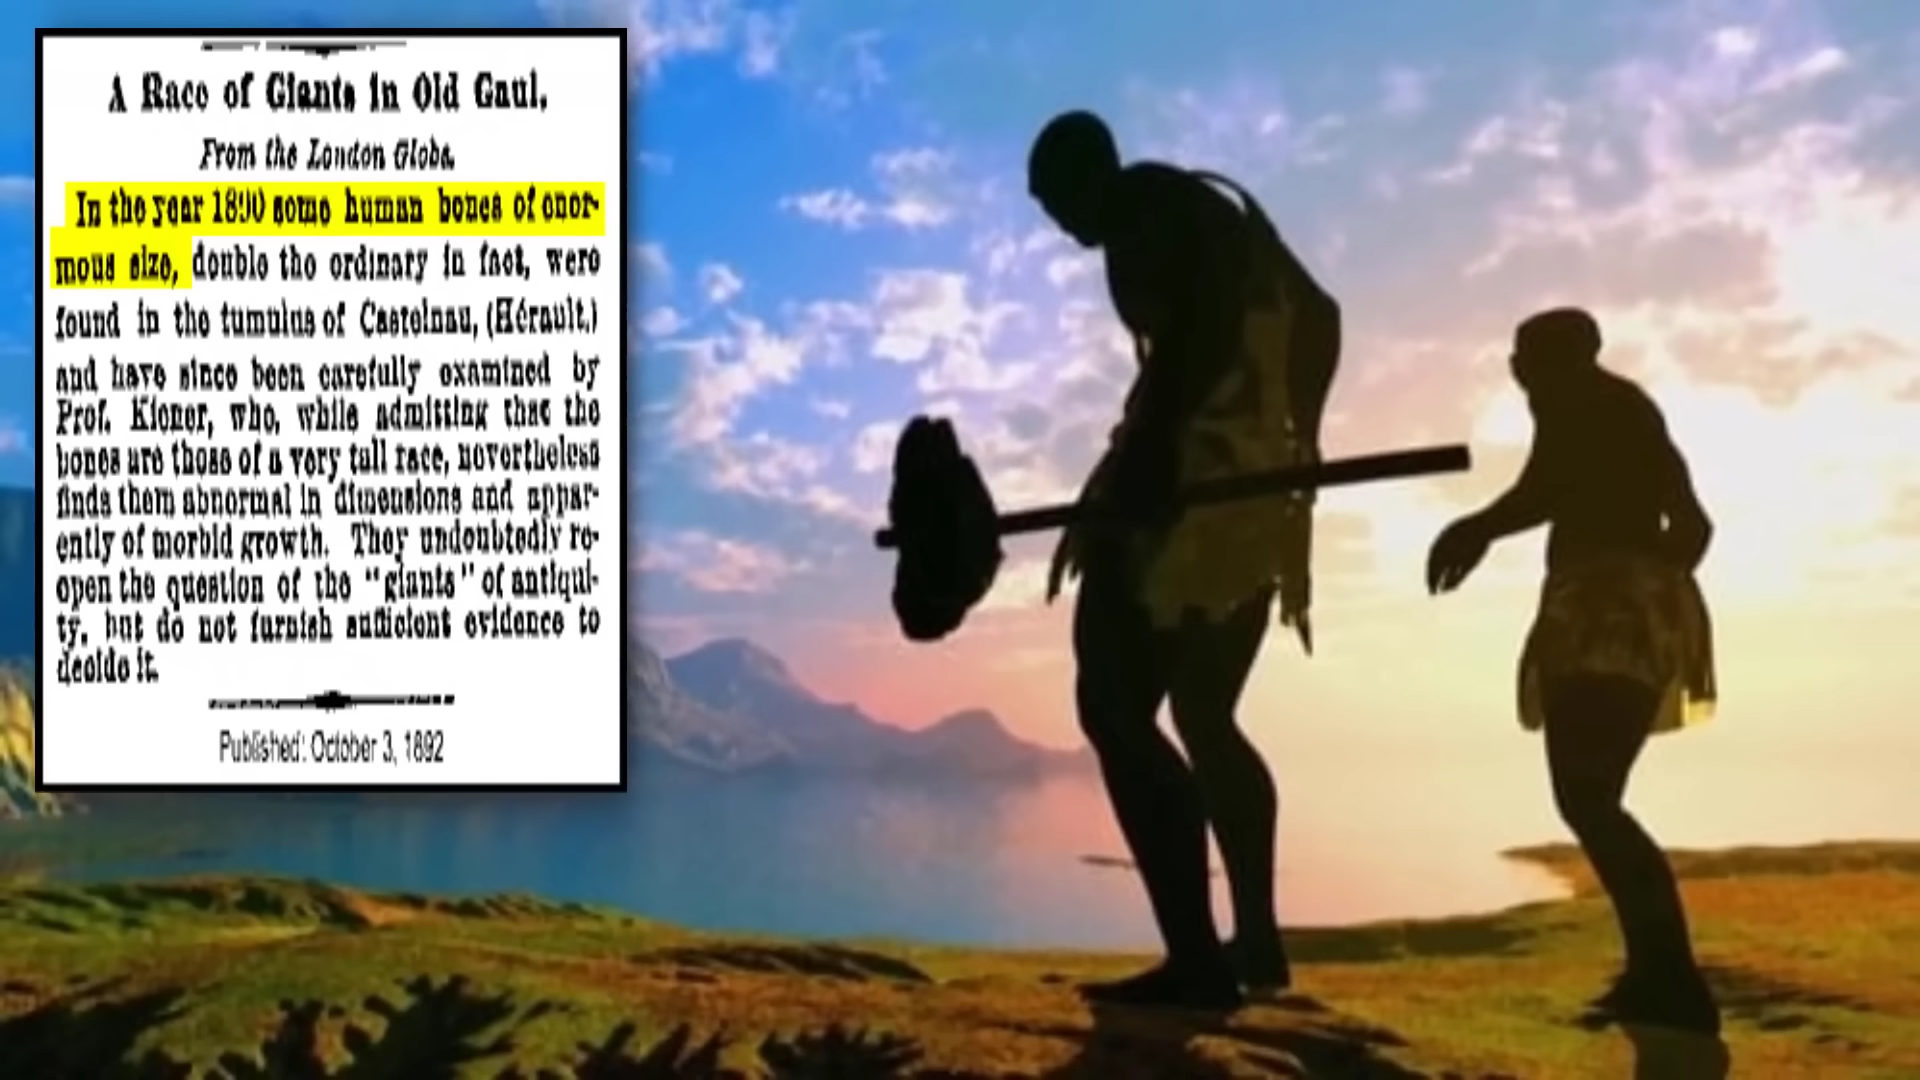 A Race of Giants in Old Gaul.
From the London Globe.
In the year 1890 some human bones of enor-
mous size, double the ordinary in fact, were
found in the tumulus of Castelnau, (Hérault,)
and have since been carefully examined by
Prof. Kiener, who, while admitting that the
bones are those of a very tall race, nevertheless
finds them abnormal in dimensions and appar-
ently of morbid growth. They undoubtedly re-
open the question of the "giants" of antiqui-
ty, but do not furnish sufficient evidence to
decide it.
Published: October 3, 1892